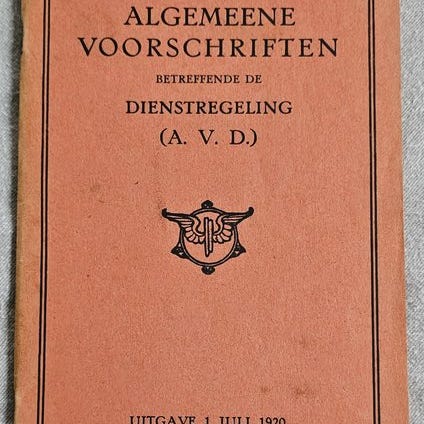 ALGEMEENE
VOORSCHRIFTEN
BETREFFENDE DE
DIENSTREGELING
(A. V. D.)
UITGAVE 1 JULI 1920